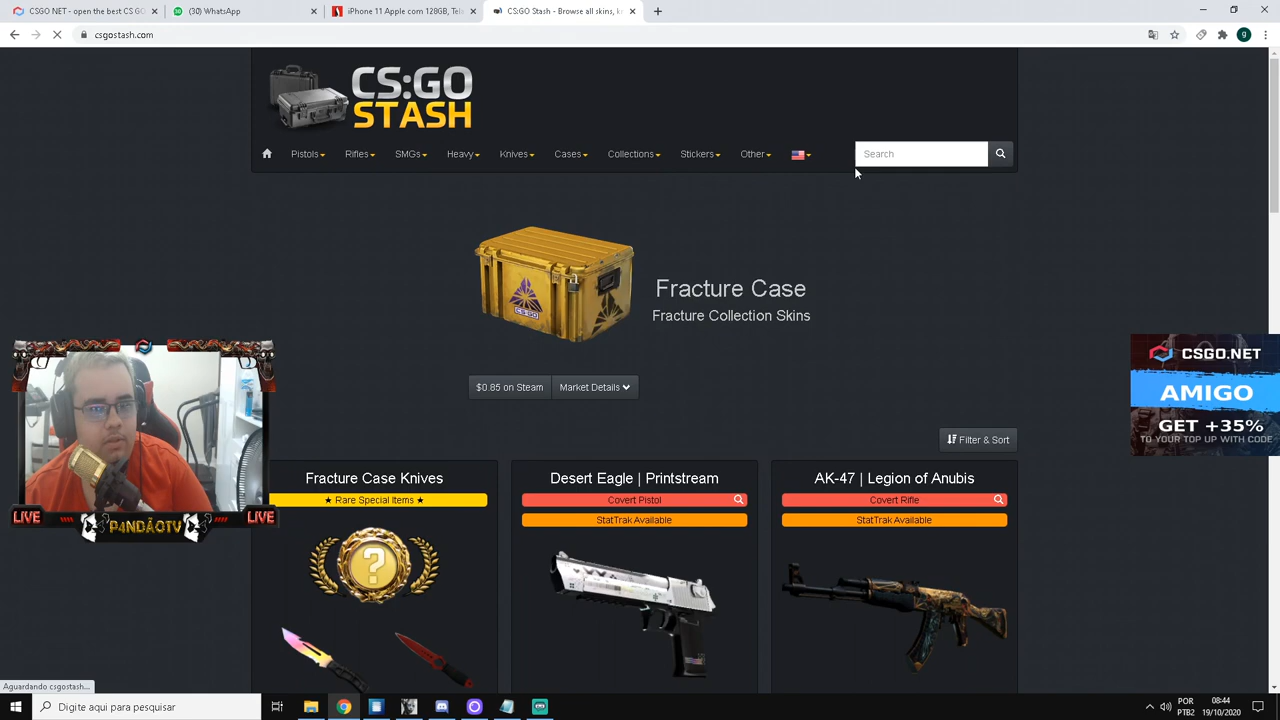 CSGO NET - open the best CS GO
(30) WhatsApp
iPhone 11 Apple com 128GB, Tel
CS:GO Stash - Browse all skins, k
csgostash.com
g
CS:GO
STASH
Pistols
Rifles
SMGs
Heavy
Knives
Cases
Collections
Stickers
Other
Search
Fracture Case
Fracture Collection Skins
$0.85 on Steam
Market Details
Filter & Sort
Fracture Case Knives
★ Rare Special Items ★
Desert Eagle | Printstream
Covert Pistol
StatTrak Available
AK-47 | Legion of Anubis
Covert Rifle
StatTrak Available
CS:GO
?
CSGO.NET
AMIGO
GET +35%
TO YOUR TOP UP WITH CODE
LIVE
P4NDÃOTV
LIVE
Aguardando csgostash...
Digite aqui para pesquisar
POR
PTB2
08:44
19/10/2020